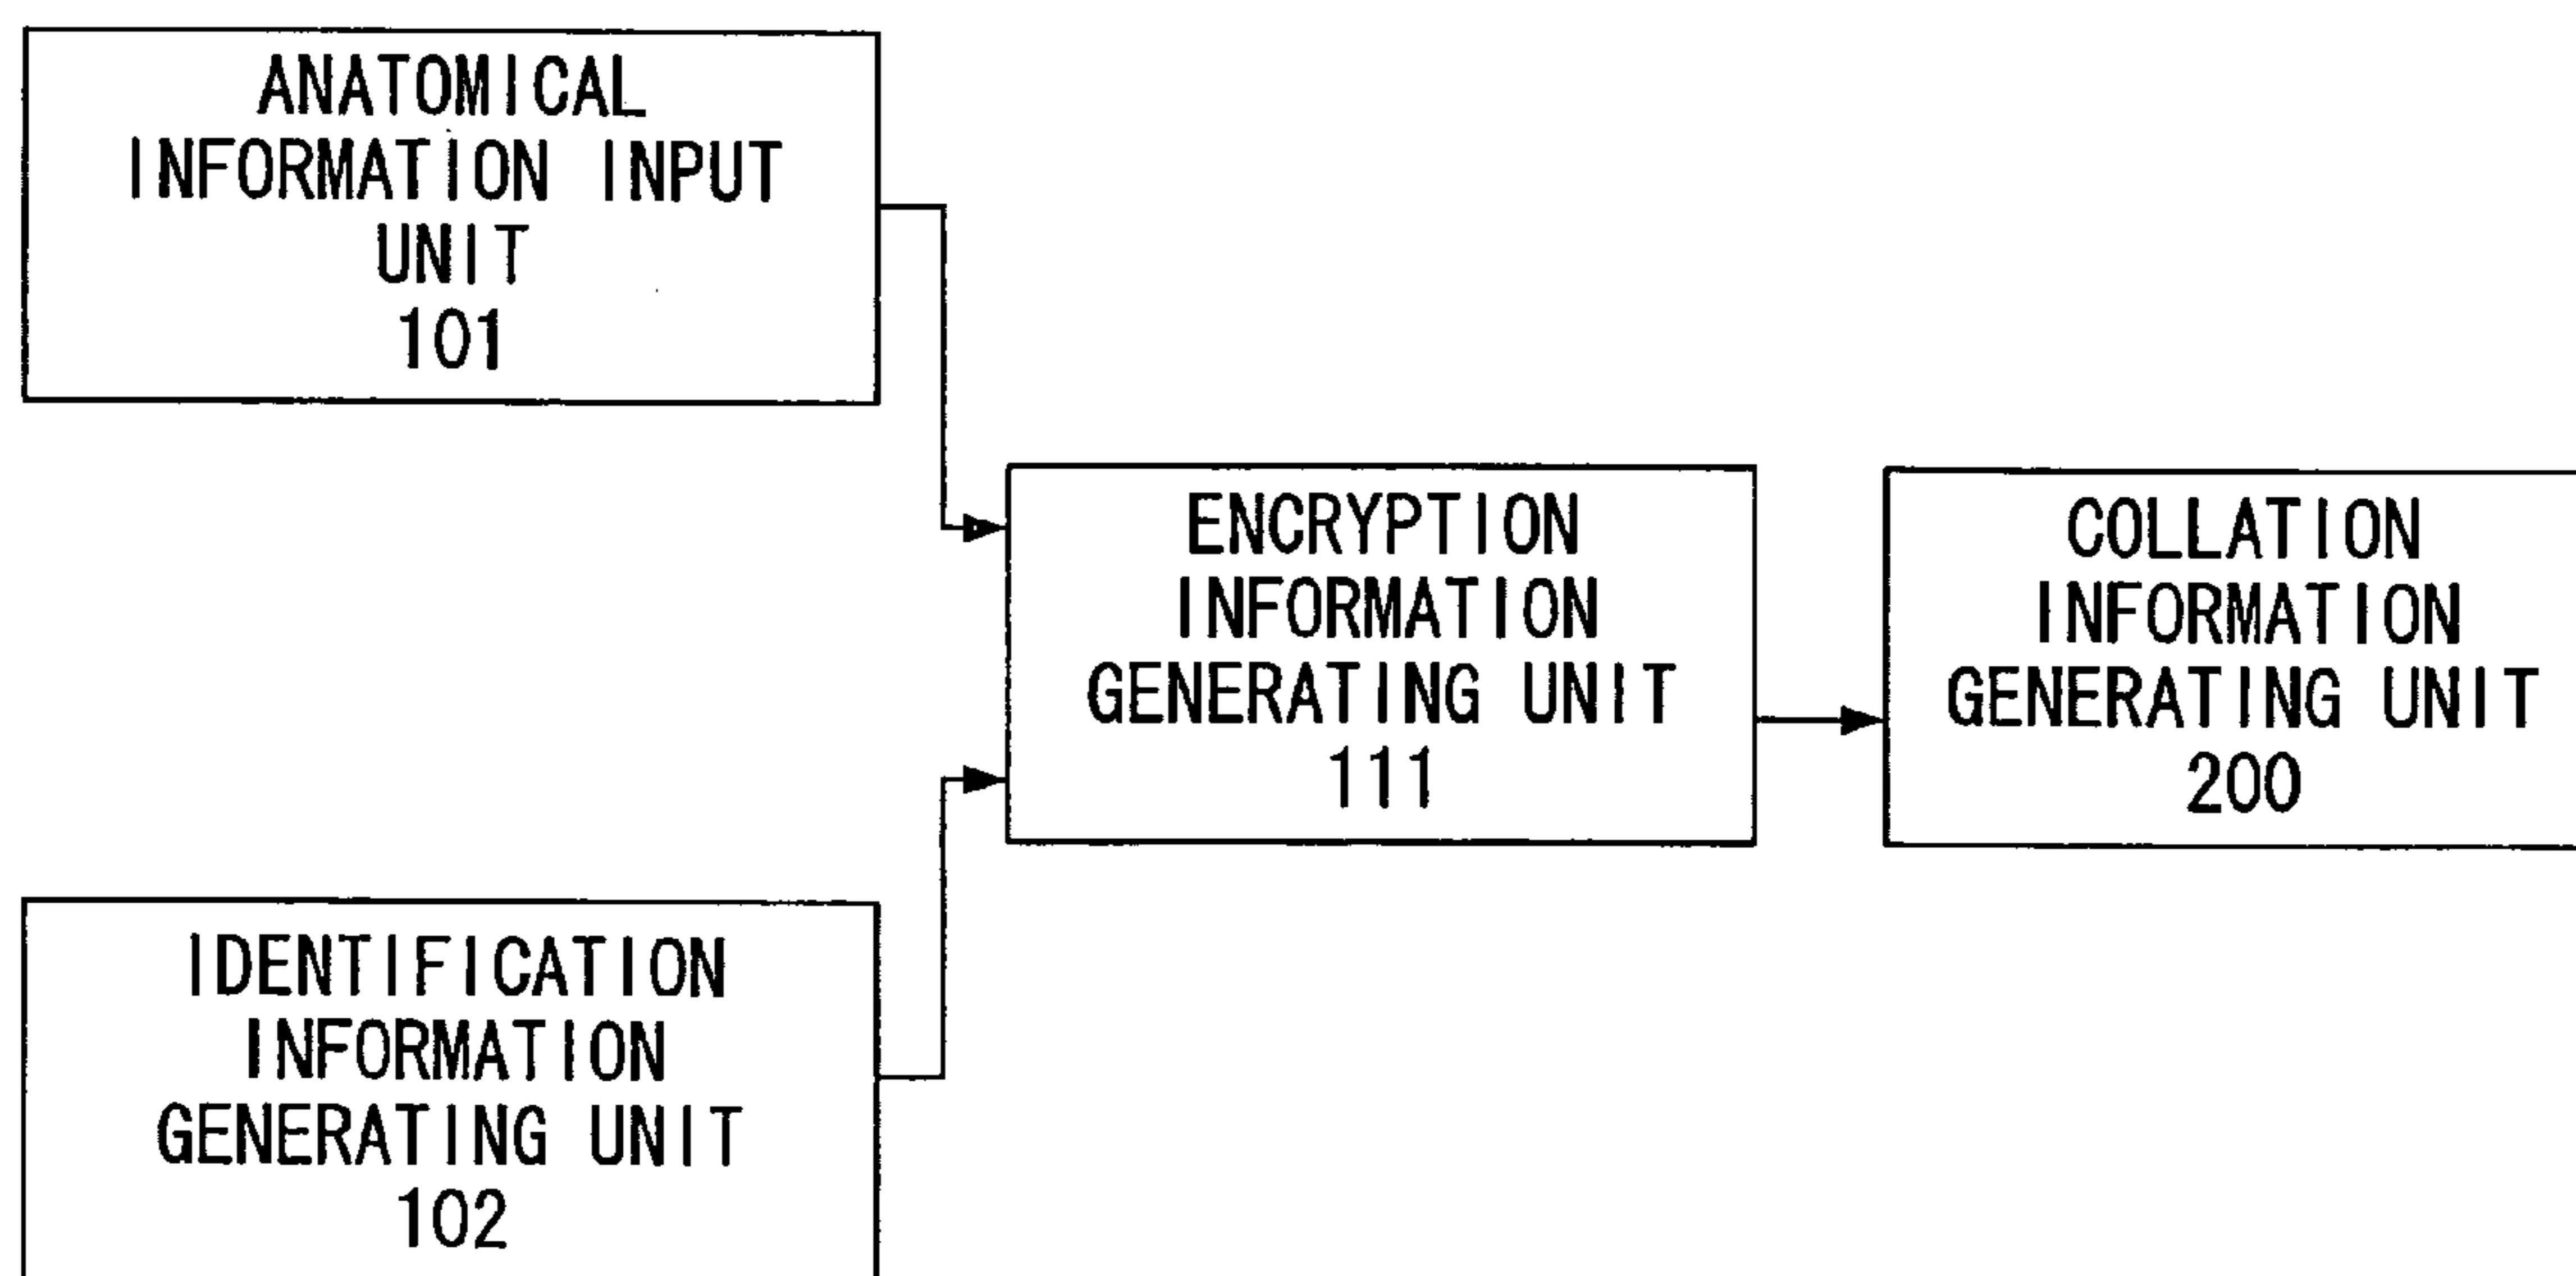 ANATOMICAL
INFORMATION INPUT
UNIT
101
ENCRYPTION
INFORMATION
GENERATING UNIT
111
COLLATION
INFORMATION
GENERATING UNIT
200
IDENTIFICATION
INFORMATION
GENERATING UNIT
102